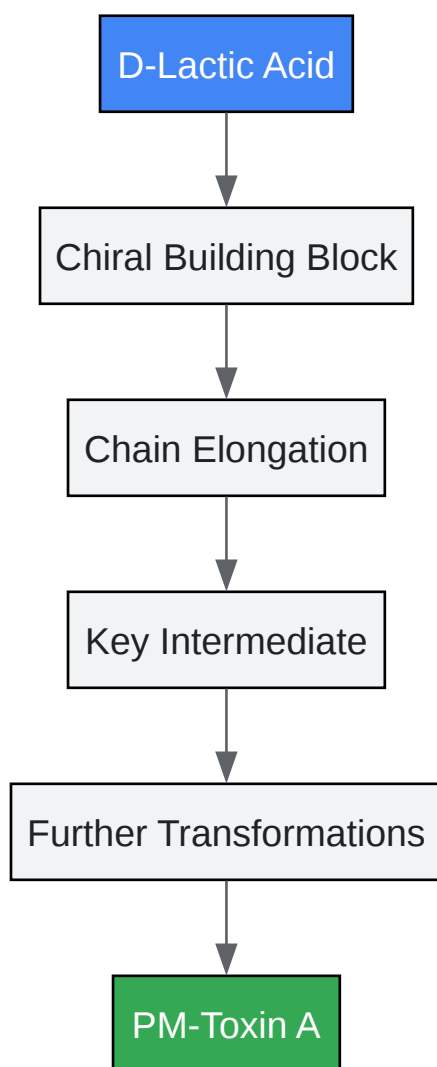 D-Lactic Acid
Chiral Building Block
Chain Elongation
Key Intermediate
Further Transformations
PM-Toxin A